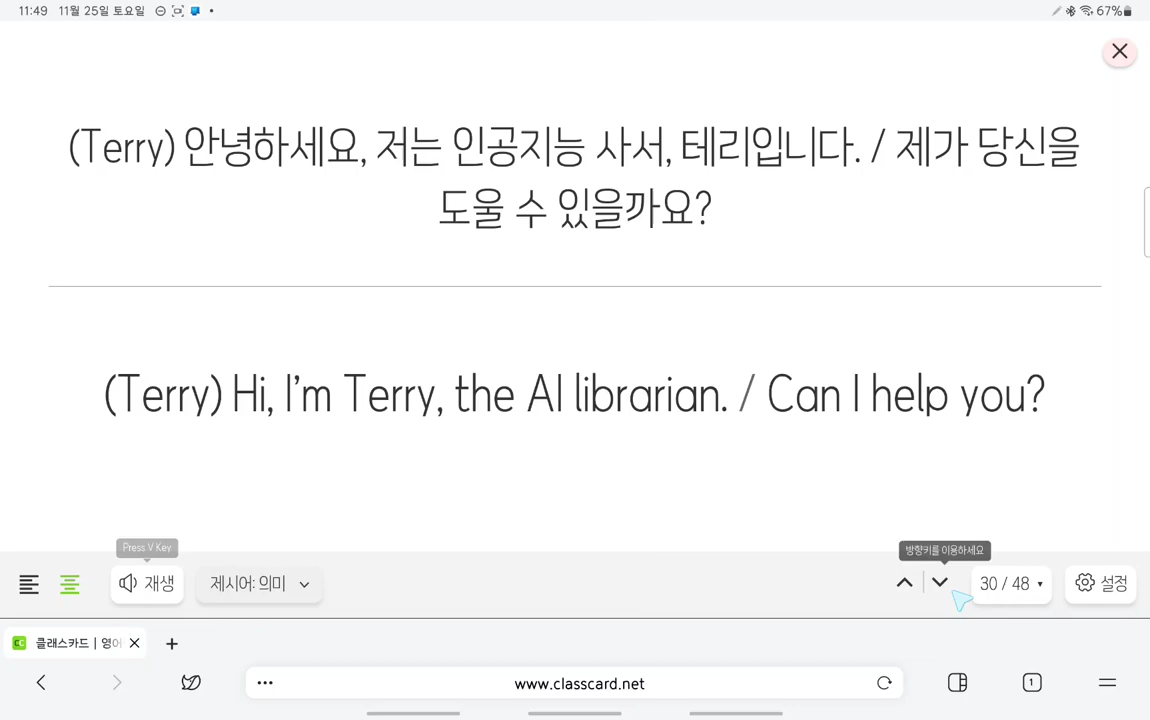 11:49 11월 25일 토요일 67%
(Terry) 안녕하세요, 저는 인공지능 사서, 테리입니다. / 제가 당신을
도울 수 있을까요?
(Terry) Hi, I'm Terry, the AI librarian. / Can I help you?
Press V Key
방향키를 이용하세요
재생 제시어: 의미 30 / 48 설정
클래스카드 | 영어
www.classcard.net 1